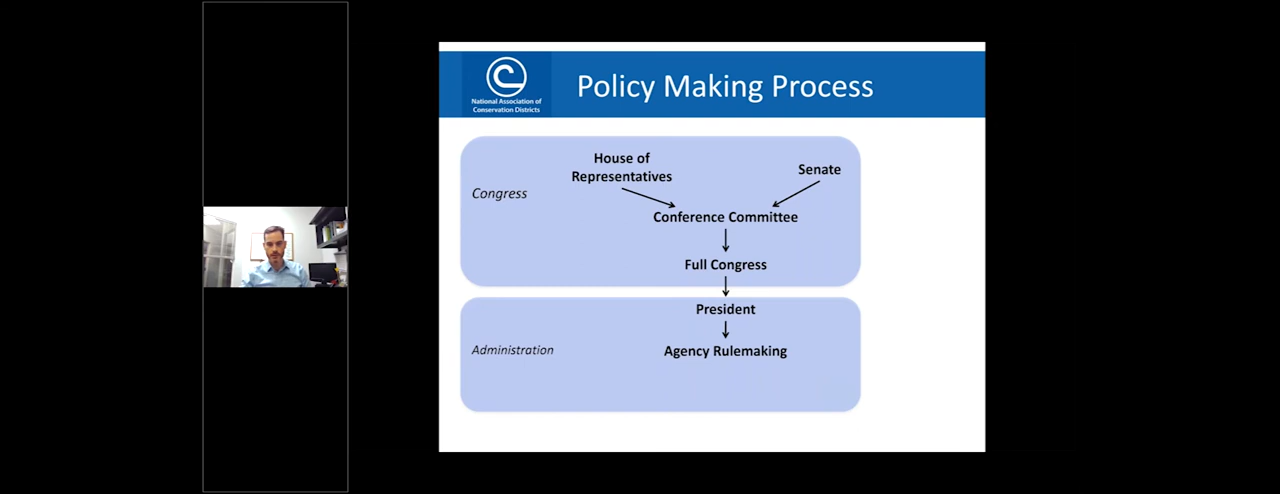 National Association of
Conservation Districts
Policy Making Process
House of
Representatives
Senate
Congress
Conference Committee
Full Congress
President
Administration
Agency Rulemaking